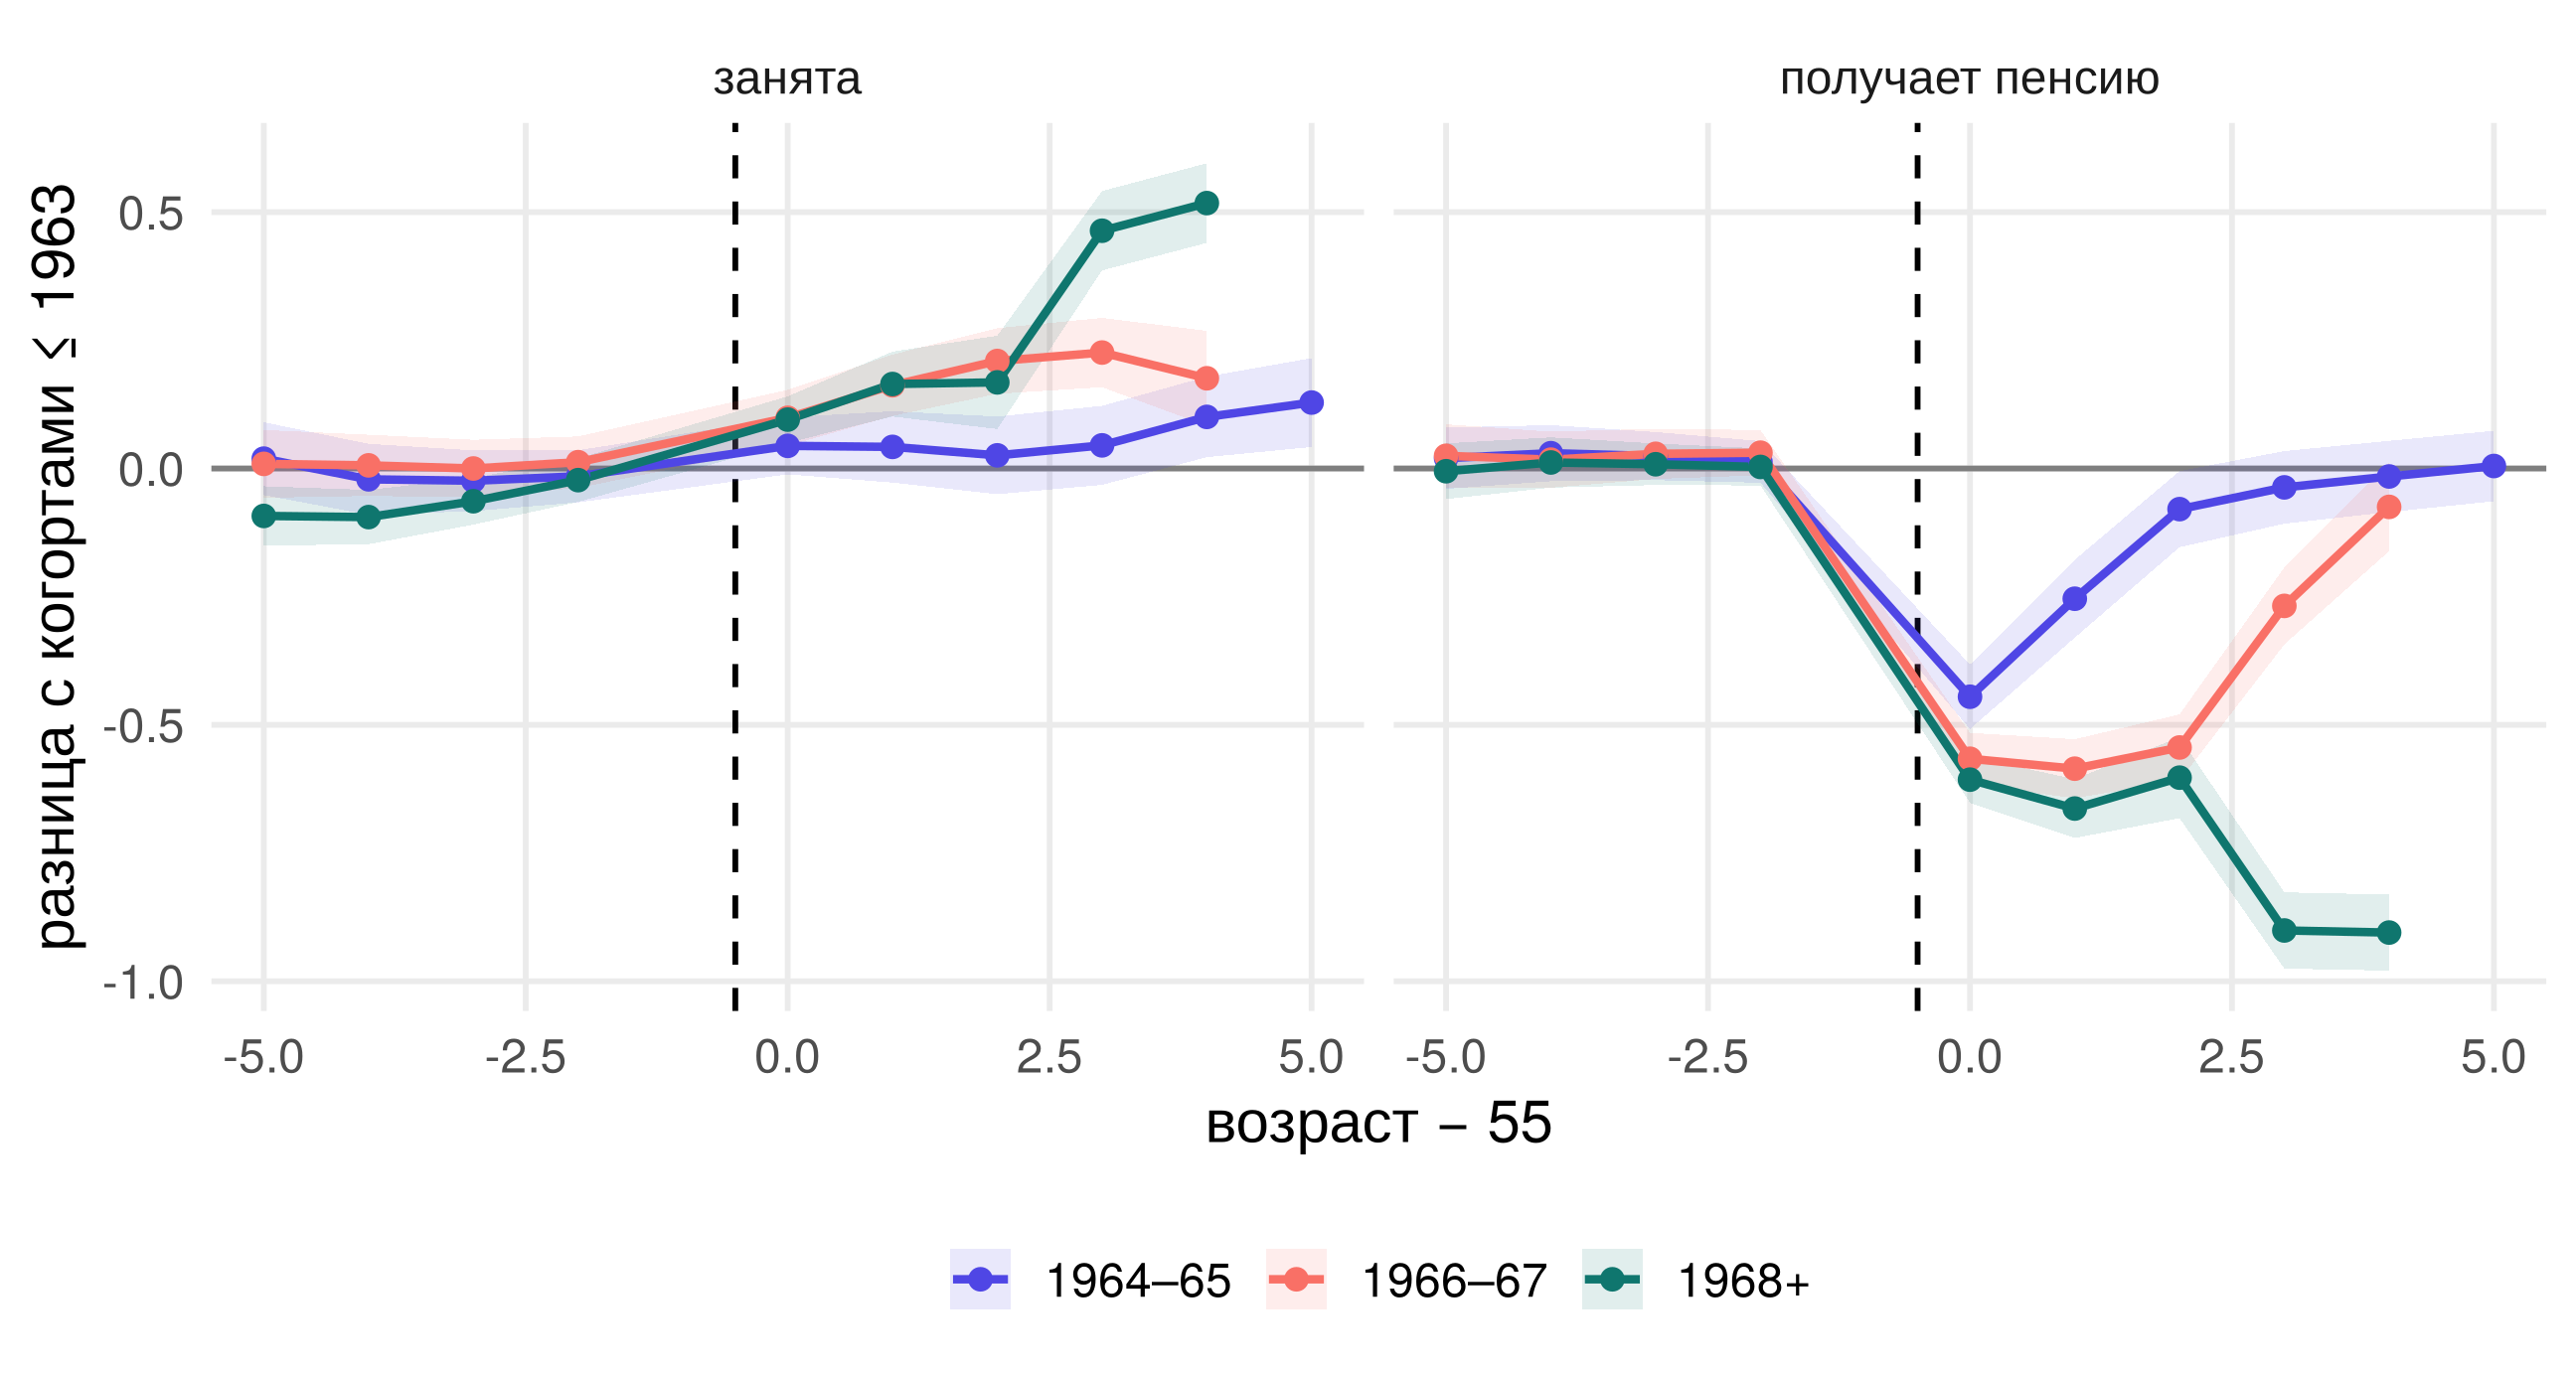 занята
получает пенсию
разница с когортами ≤ 1963
0.5
0.0
-0.5
-1.0
-5.0 -2.5 0.0 2.5 5.0
-5.0 -2.5 0.0 2.5 5.0
возраст – 55
1964–65 1966–67 1968+